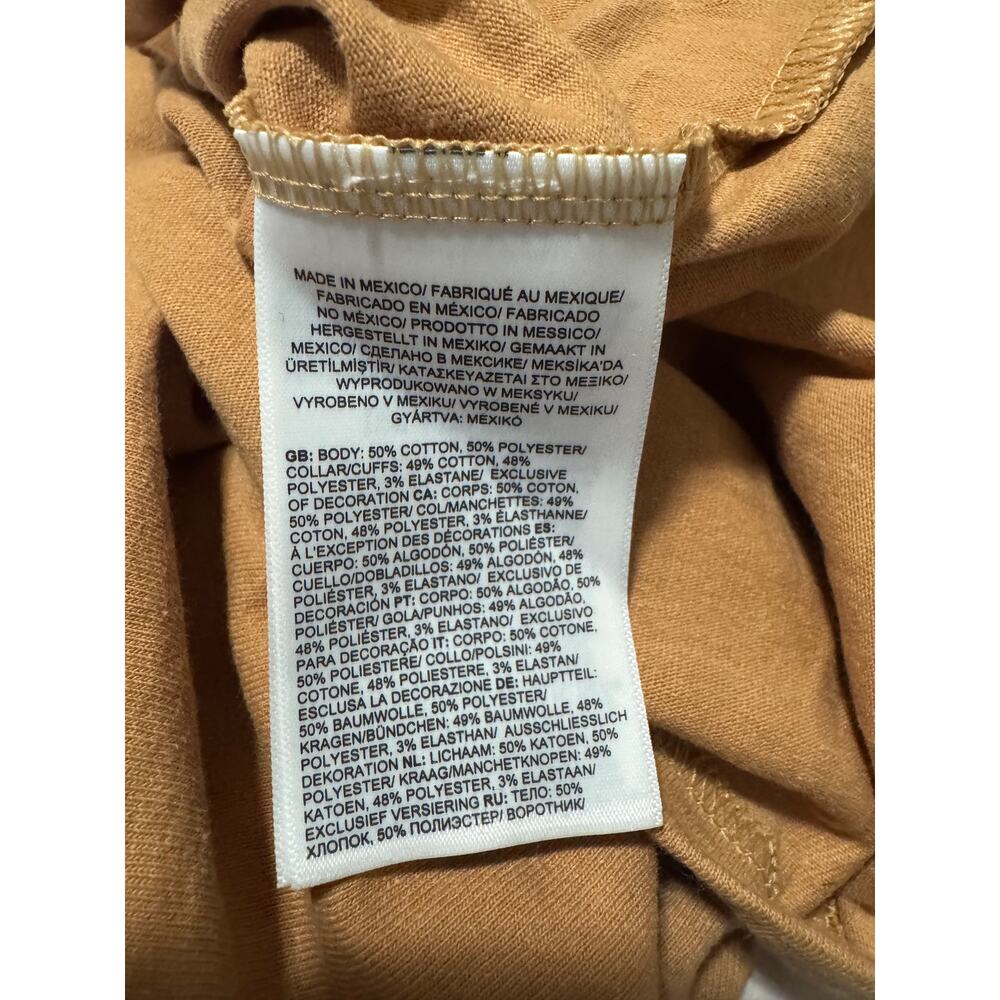 MADE IN MEXICO/ FABRIQUÉ AU MEXIQUE/
FABRICADO EN MÉXICO/ FABRICADO
NO MÉXICO/ PRODOTTO IN MESSICO/
HERGESTELLT IN MEXIKO/ GEMAAKT IN
MEXICO/ СДЕЛАНО В МЕКСИКЕ/ MEKSİKA'DA
ÜRETİLMİŞTİR/ ΚΑΤΑΣΚΕΥΑΖΕΤΑΙ ΣΤΟ ΜΕΞΙΚΟ/
WYPRODUKOWANO W MEKSYKU/
VYROBENO V MEXIKU/ VYROBENÉ V MEXIKU/
GYÁRTVA: MEXIKÓ
GB: BODY: 50% COTTON, 50% POLYESTER/
COLLAR/CUFFS: 49% COTTON, 48%
POLYESTER, 3% ELASTANE/ EXCLUSIVE
OF DECORATION CA: CORPS: 50% COTON,
50% POLYESTER/ COL/MANCHETTES: 49%
COTON, 48% POLYESTER, 3% ÉLASTHANNE/
À L'EXCEPTION DES DÉCORATIONS ES:
CUERPO: 50% ALGODÓN, 50% POLIÉSTER/
CUELLO/DOBLADILLOS: 49% ALGODÓN, 48%
POLIÉSTER, 3% ELASTANO/ EXCLUSIVO DE
DECORACIÓN PT: CORPO: 50% ALGODÃO, 50%
POLIÉSTER/ GOLA/PUNHOS: 49% ALGODÃO,
48% POLIÉSTER, 3% ELASTANO/ EXCLUSIVO
PARA DECORAÇÃO IT: CORPO: 50% COTONE,
50% POLIESTERE/ COLLO/POLSINI: 49%
COTONE, 48% POLIESTERE, 3% ELASTAN/
ESCLUSA LA DECORAZIONE DE: HAUPTTEIL:
50% BAUMWOLLE, 50% POLYESTER/
KRAGEN/BÜNDCHEN: 49% BAUMWOLLE, 48%
POLYESTER, 3% ELASTHAN/ AUSSCHLIESSLICH
DEKORATION NL: LICHAAM: 50% KATOEN, 50%
POLYESTER/ KRAAG/MANCHETKNOPEN: 49%
KATOEN, 48% POLYESTER, 3% ELASTAAN/
EXCLUSIEF VERSIERING RU: ТЕЛО: 50%
ХЛОПОК, 50% ПОЛИЭСТЕР/ ВОРОТНИК/